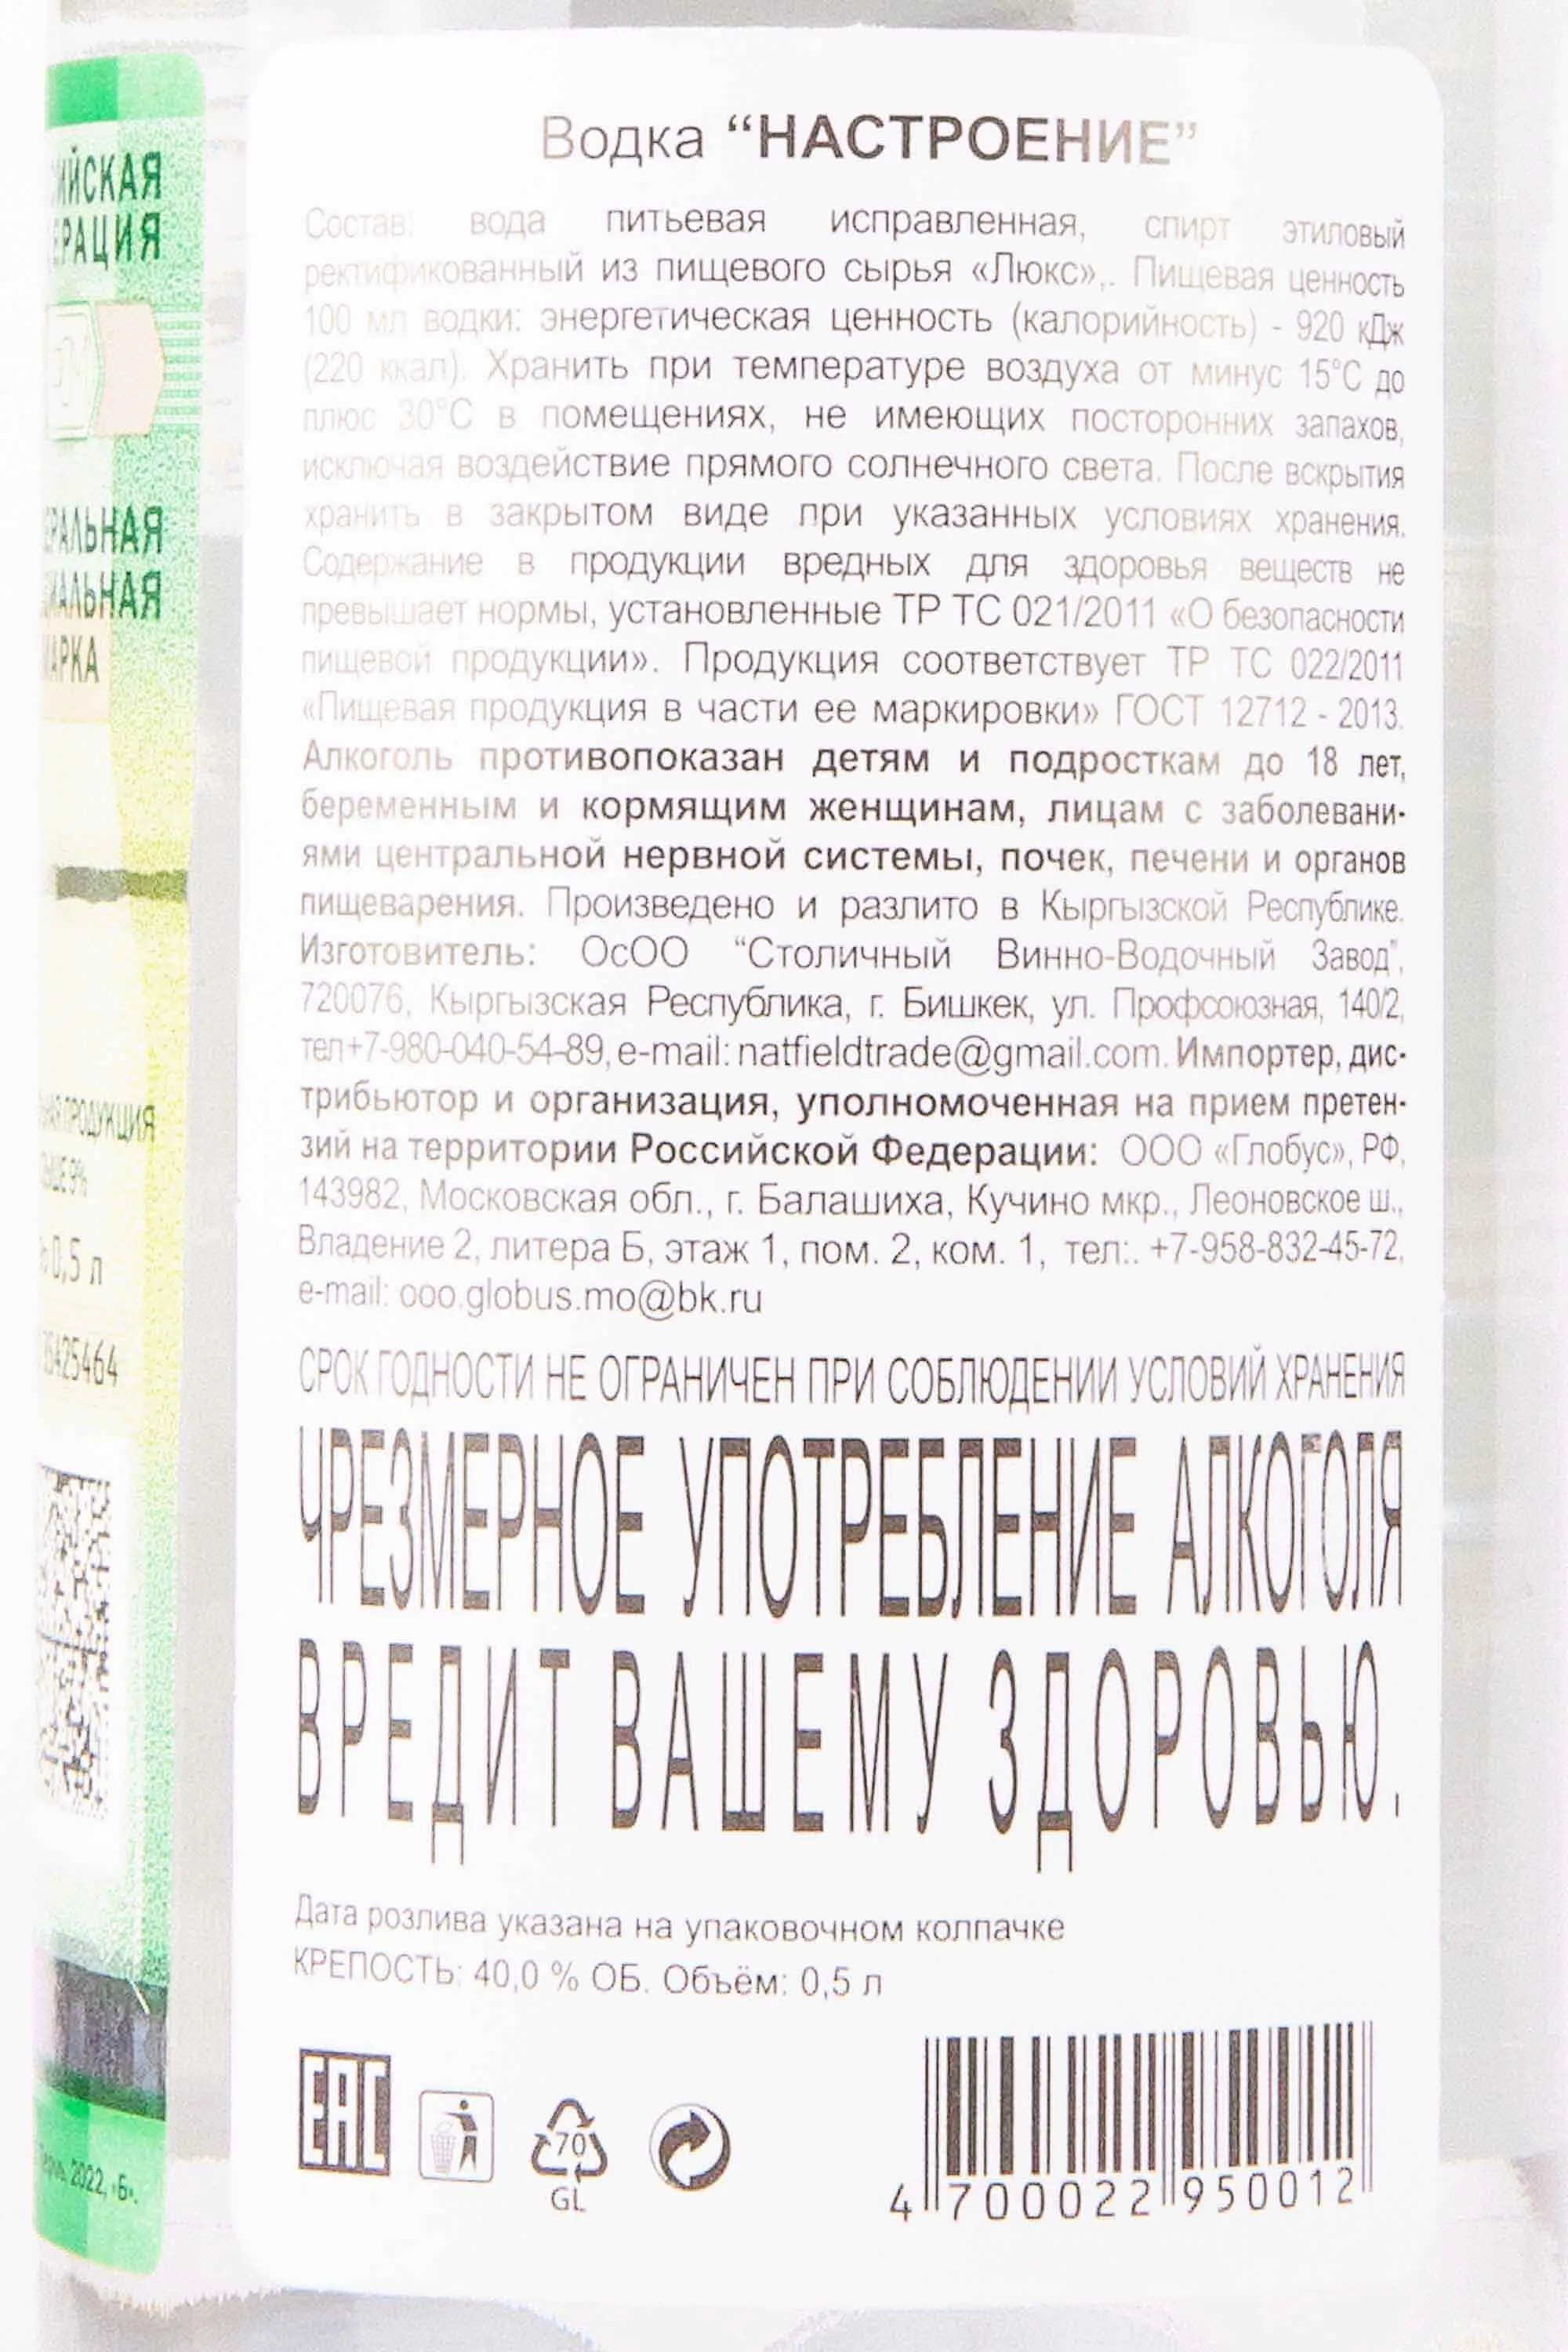 Водка “НАСТРОЕНИЕ”
Состав: вода питьевая исправленная, спирт этиловый
ректификованный из пищевого сырья «Люкс»,. Пищевая ценность
100 мл водки: энергетическая ценность (калорийность) - 920 кДж
(220 ккал). Хранить при температуре воздуха от минус 15°С до
плюс 30°С в помещениях, не имеющих посторонних запахов,
исключая воздействие прямого солнечного света. После вскрытия
хранить в закрытом виде при указанных условиях хранения.
Содержание в продукции вредных для здоровья веществ не
превышает нормы, установленные ТР ТС 021/2011 «О безопасности
пищевой продукции». Продукция соответствует ТР ТС 022/2011
«Пищевая продукция в части ее маркировки» ГОСТ 12712 - 2013.
Алкоголь противопоказан детям и подросткам до 18 лет,
беременным и кормящим женщинам, лицам с заболевани-
ями центральной нервной системы, почек, печени и органов
пищеварения. Произведено и разлито в Кыргызской Республике.
Изготовитель: ОсОО “Столичный Винно-Водочный Завод”,
720076, Кыргызская Республика, г. Бишкек, ул. Профсоюзная, 140/2,
тел+7-980-040-54-89, e-mail: natfieldtrade@gmail.com. Импортер, дис-
трибьютор и организация, уполномоченная на прием претен-
зий на территории Российской Федерации: ООО «Глобус», РФ,
143982, Московская обл., г. Балашиха, Кучино мкр., Леоновское ш.,
Владение 2, литера Б, этаж 1, пом. 2, ком. 1, тел:. +7-958-832-45-72,
e-mail: ooo.globus.mo@bk.ru
СРОК ГОДНОСТИ НЕ ОГРАНИЧЕН ПРИ СОБЛЮДЕНИИ УСЛОВИЙ ХРАНЕНИЯ
ЧРЕЗМЕРНОЕ УПОТРЕБЛЕНИЕ АЛКОГОЛЯ
ВРЕДИТ ВАШЕМУ ЗДОРОВЬЮ.
Дата розлива указана на упаковочном колпачке
КРЕПОСТЬ: 40,0 % ОБ. Объём: 0,5 л
EAC
70
GL
4 700022 950012
ИЙСКАЯ
ЕРАЦИЯ
ЕРАЛЬНАЯ
ИАЛЬНАЯ
МАРКА
ПРОДУКЦИЯ
0,5 л
425464
2022, «Б».